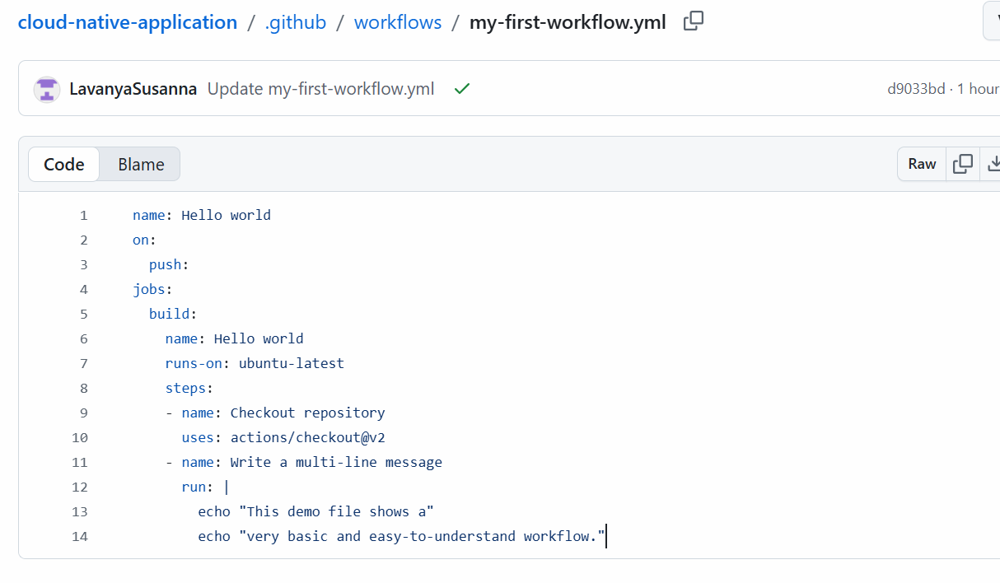 cloud-native-application / .github / workflows / my-first-workflow.yml
LavanyaSusanna Update my-first-workflow.yml d9033bd · 1 hour
Code Blame Raw
1 name: Hello world
2 on:
3   push:
4 jobs:
5   build:
6     name: Hello world
7     runs-on: ubuntu-latest
8     steps:
9     - name: Checkout repository
10       uses: actions/checkout@v2
11     - name: Write a multi-line message
12       run: |
13         echo "This demo file shows a"
14         echo "very basic and easy-to-understand workflow."